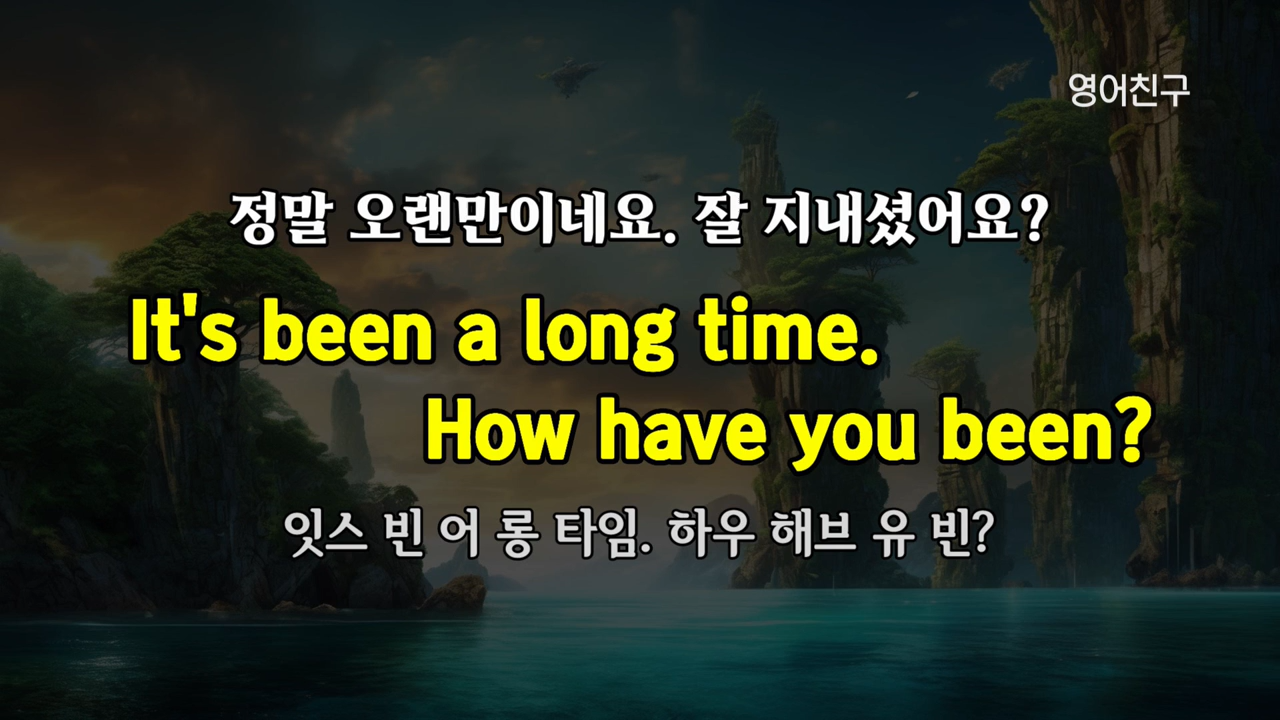 영어친구
정말 오랜만이네요. 잘 지내셨어요?
It's been a long time.
How have you been?
잇스 빈 어 롱 타임. 하우 해브 유 빈?